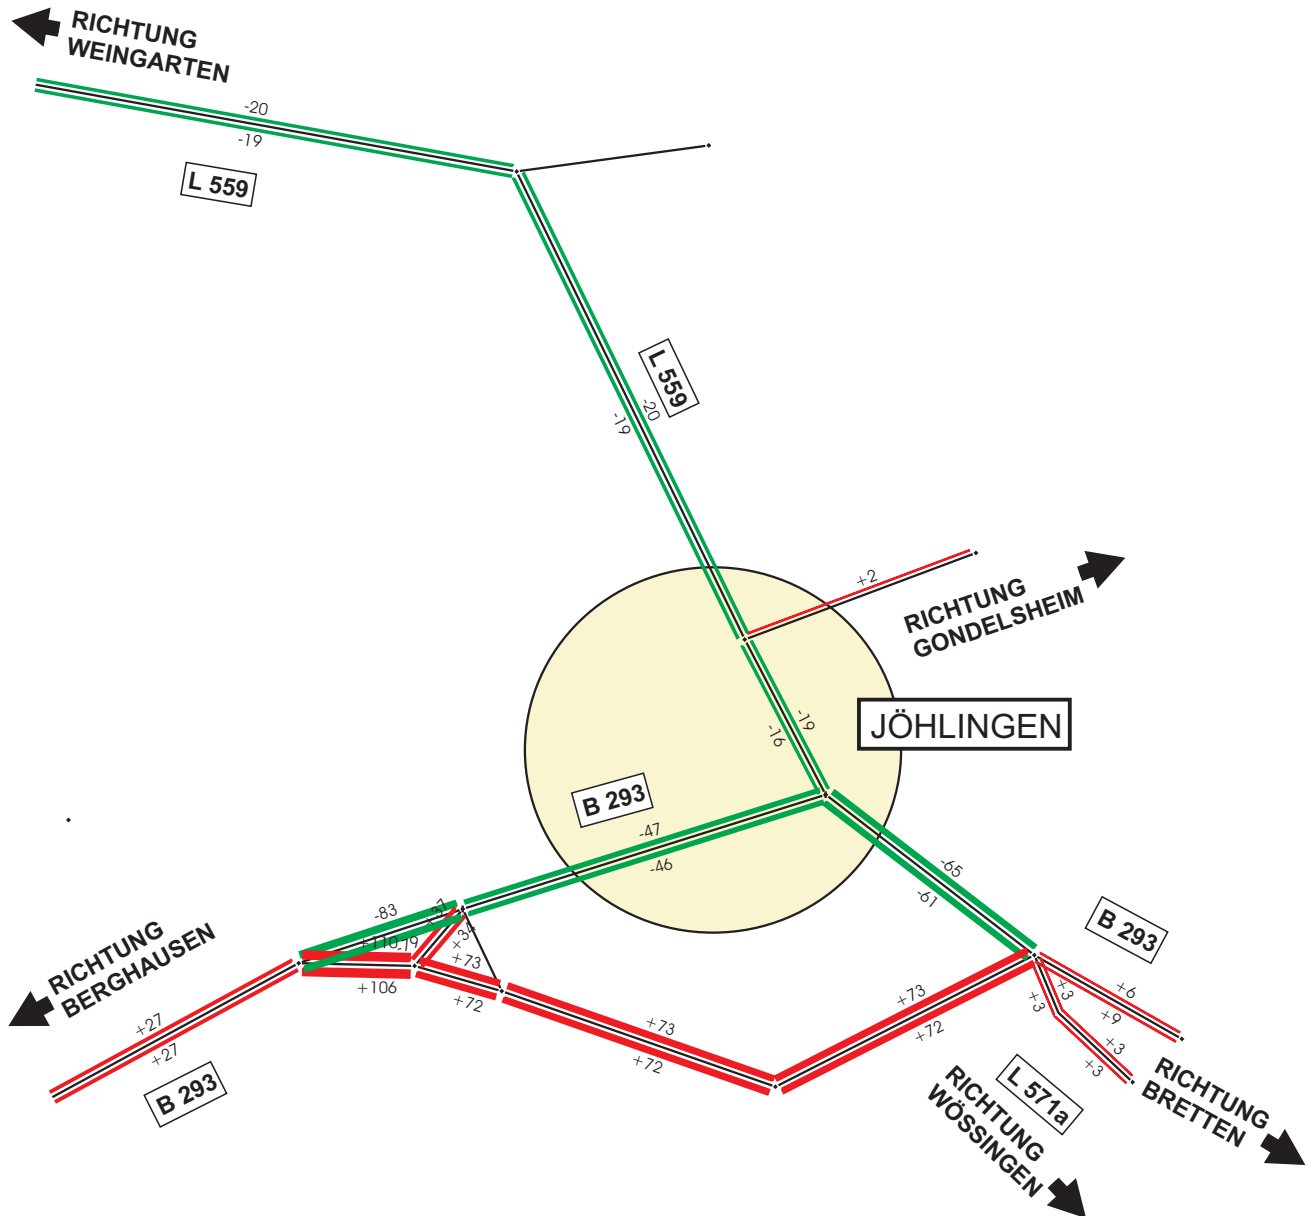 RICHTUNG
WEINGARTEN
-20
-19
L 559
L 559
-20
-19
+2
RICHTUNG
GONDELSHEIM
JÖHLINGEN
-19
-16
B 293
-47
-46
-65
-61
B 293
-83
+37
+110
-79
+34
+73
+106
+72
RICHTUNG
BERGHAUSEN
+27
+27
B 293
+73
+72
+73
+72
+6
+9
+3
+3
+3
+3
L 571a
RICHTUNG
WÖSSINGEN
RICHTUNG
BRETTEN